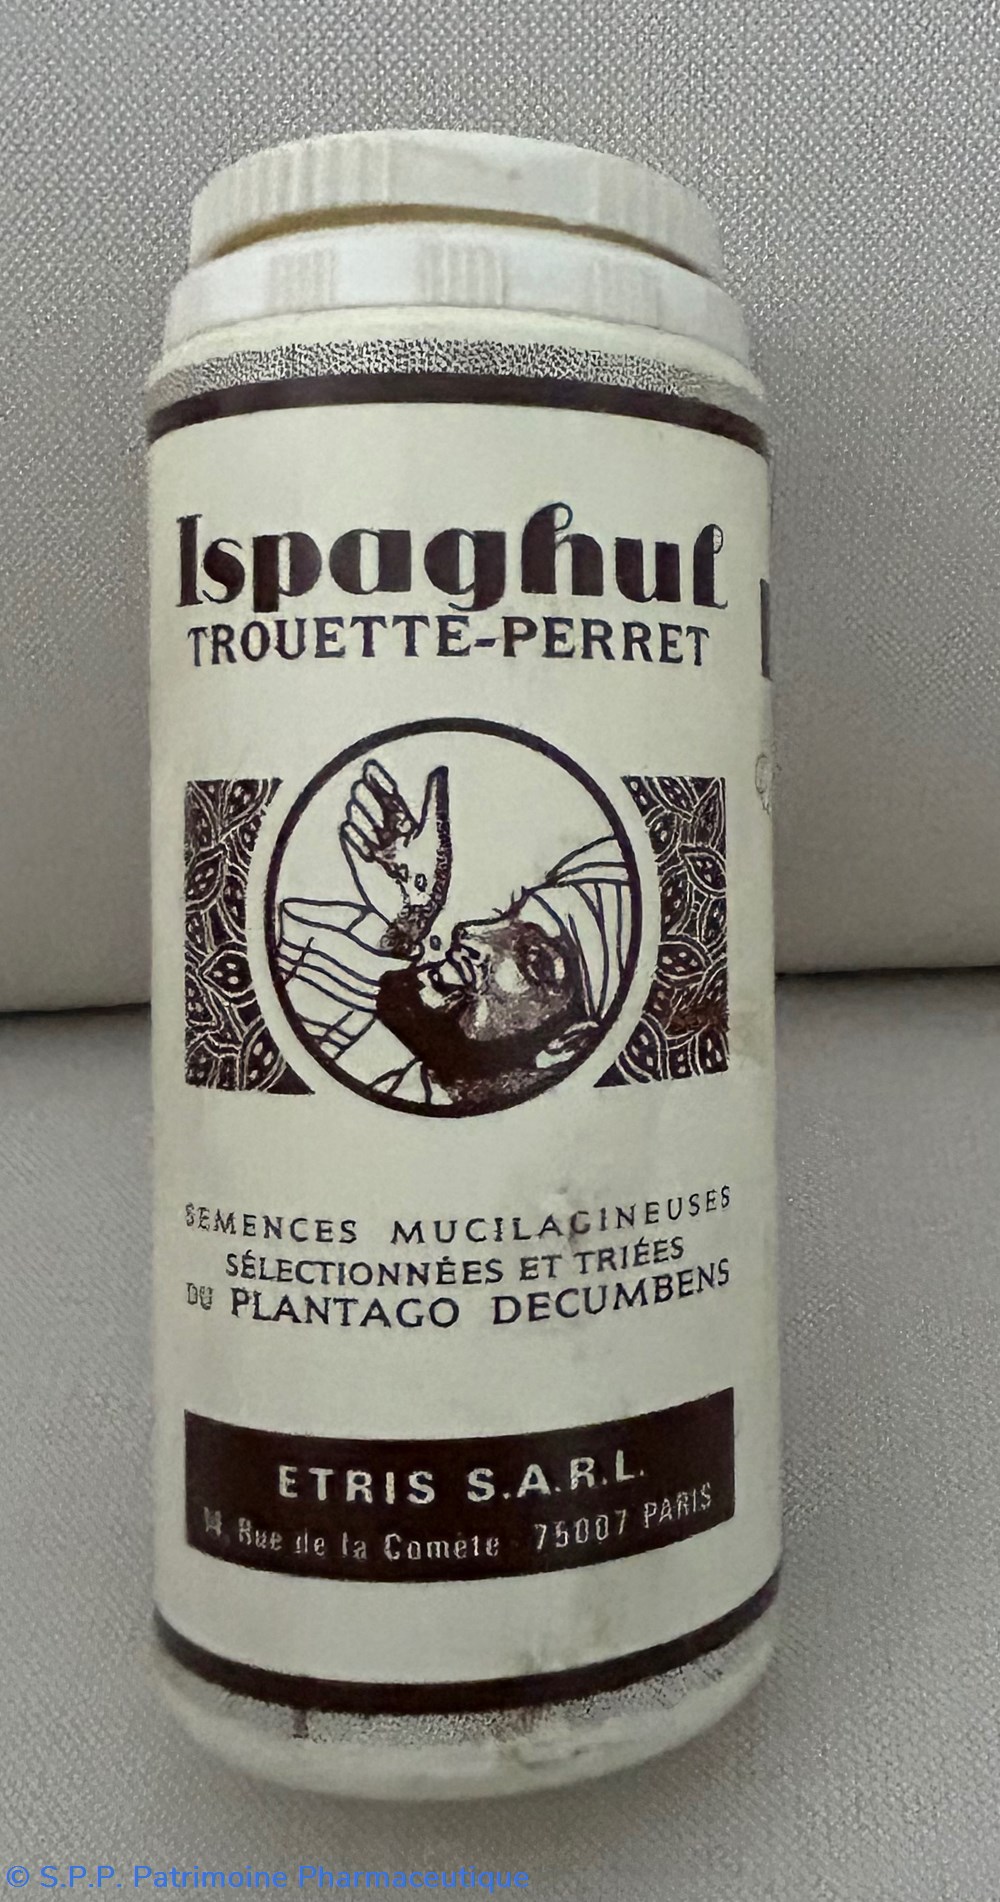 Ispaghul
TROUETTE-PERRET
SEMENCES MUCILAGINEUSES
SÉLECTIONNÉES ET TRIÉES
DU PLANTAGO DECUMBENS
ETRIS S.A.R.L.
14, Rue de la Comète 75007 PARIS
© S.P.P. Patrimoine Pharmaceutique